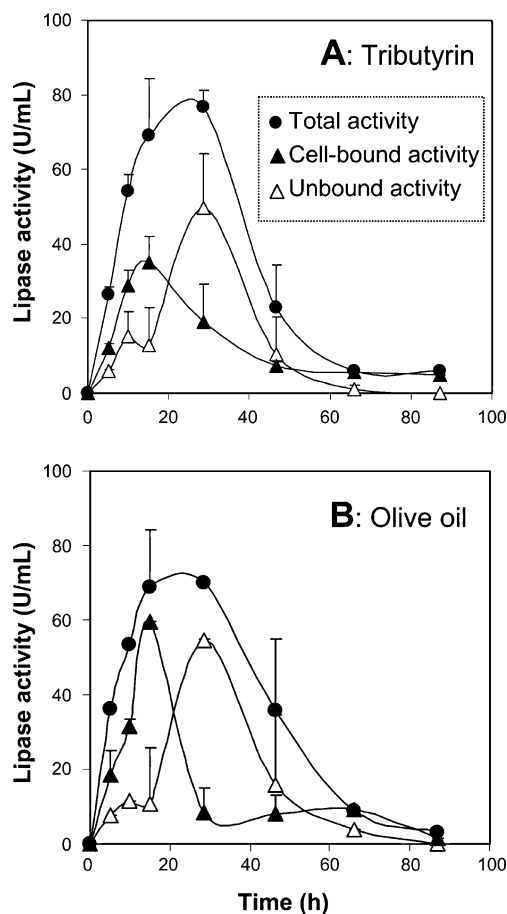 A: Tributyrin
Total activity
Cell-bound activity
Unbound activity
Lipase activity (U/mL)
100
80
60
40
20
0
0 20 40 60 80 100
B: Olive oil
Lipase activity (U/mL)
100
80
60
40
20
0
0 20 40 60 80 100
Time (h)